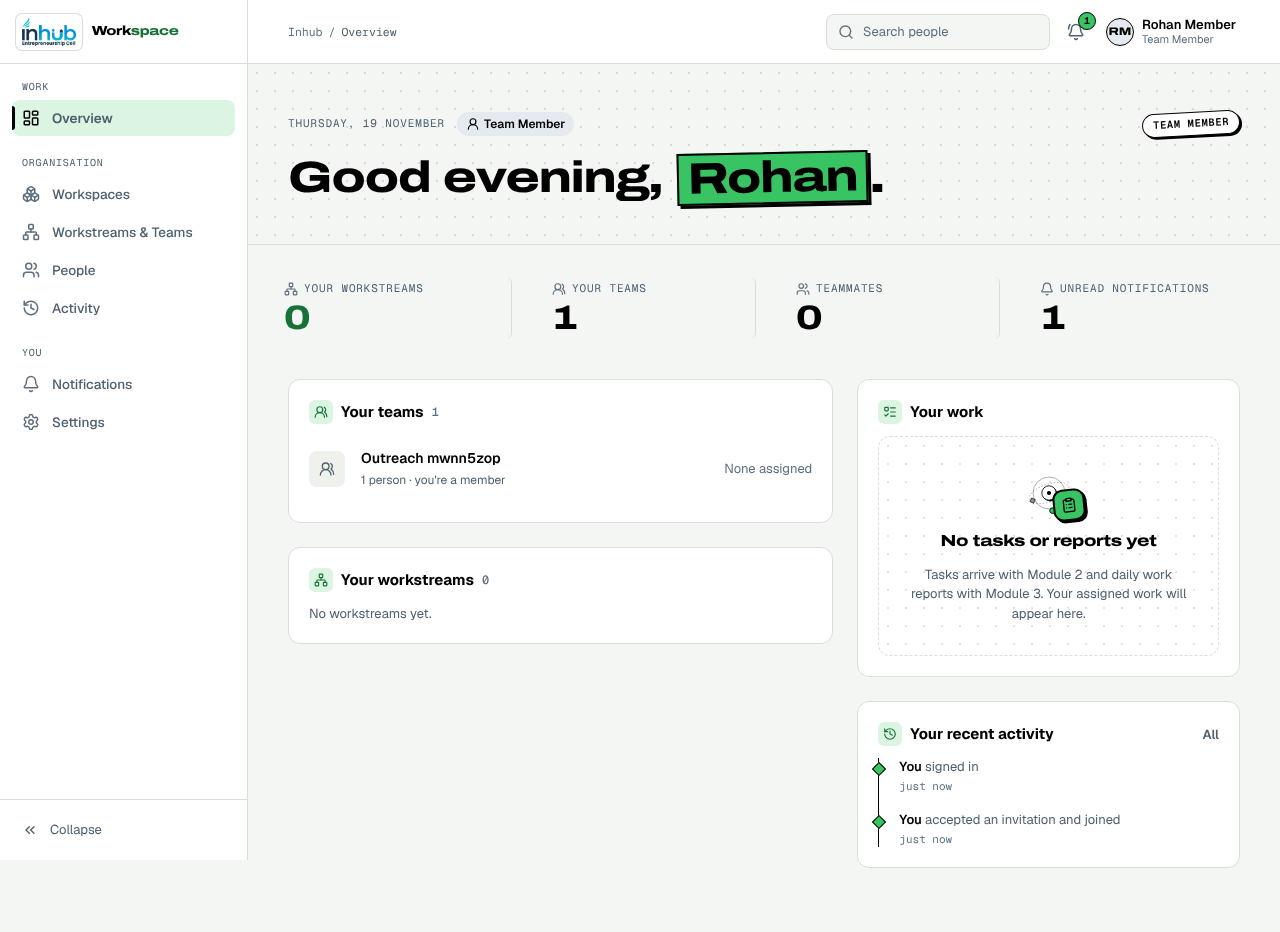 inhub
Entrepreneurship Cell
Workspace
Inhub / Overview
Search people
1
RM
Rohan Member
Team Member
WORK
Overview
ORGANISATION
Workspaces
Workstreams & Teams
People
Activity
YOU
Notifications
Settings
Collapse
THURSDAY, 19 NOVEMBER
Team Member
TEAM MEMBER
Good evening, Rohan.
YOUR WORKSTREAMS
0
YOUR TEAMS
1
TEAMMATES
0
UNREAD NOTIFICATIONS
1
Your teams 1
Outreach mwnn5zop
1 person · you're a member
None assigned
Your workstreams 0
No workstreams yet.
Your work
No tasks or reports yet
Tasks arrive with Module 2 and daily work
reports with Module 3. Your assigned work will
appear here.
Your recent activity
All
You signed in
just now
You accepted an invitation and joined
just now